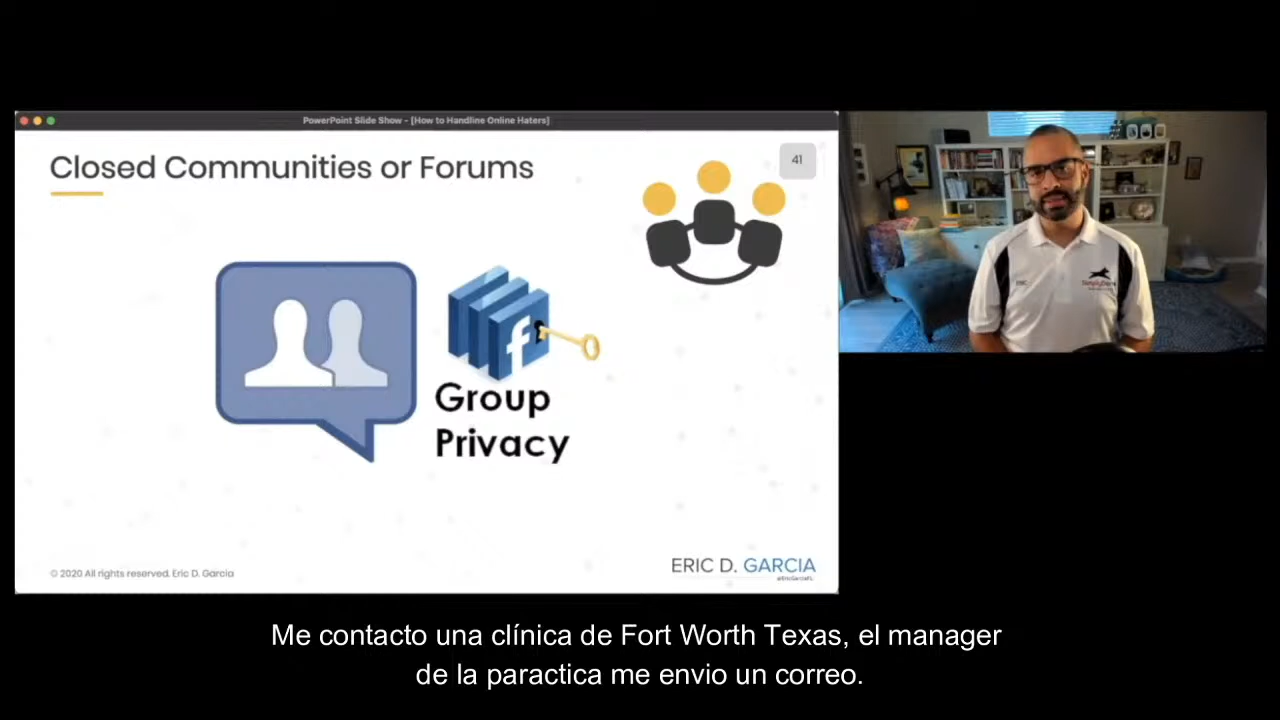 PowerPoint Slide Show - [How to Handline Online Haters]
Closed Communities or Forums
41
f
Group
Privacy
© 2020 All rights reserved. Eric D. Garcia
ERIC D. GARCIA
@EricGarciaFL
ERIC
Me contacto una clínica de Fort Worth Texas, el manager
de la paractica me envio un correo.